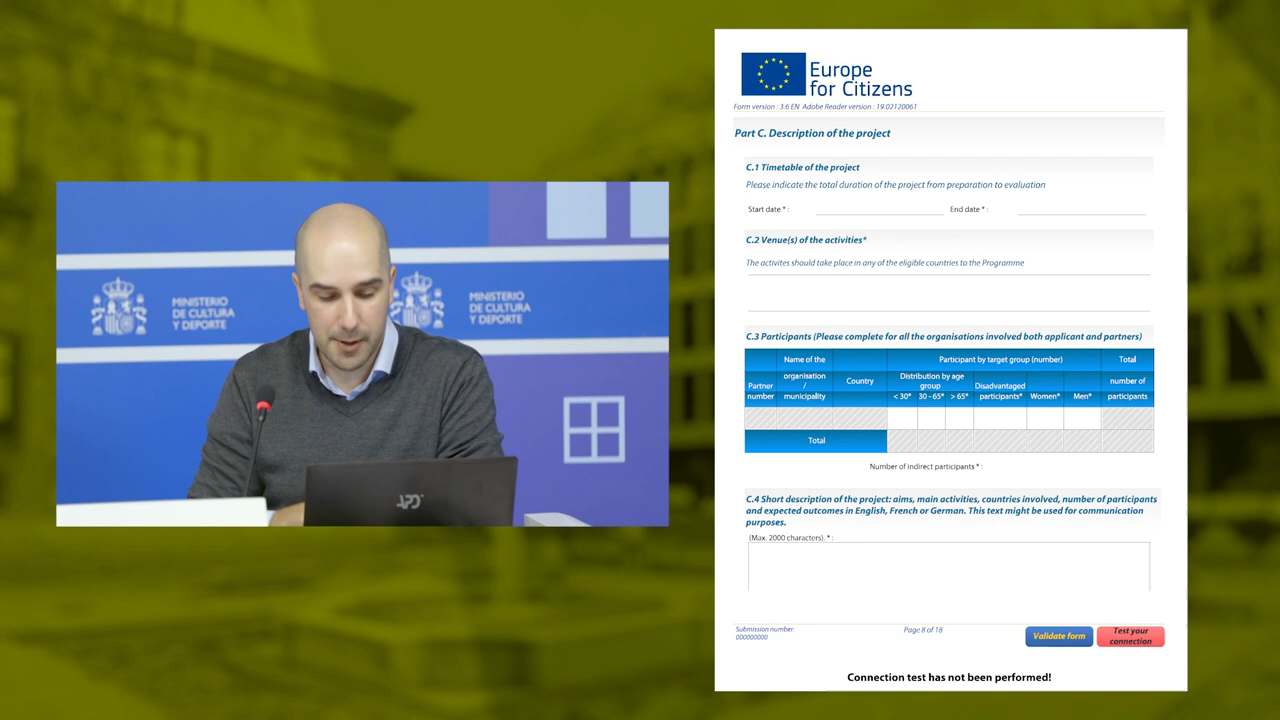 MINISTERIO
DE CULTURA
Y DEPORTE
MINISTERIO
DE CULTURA
Y DEPORTE
Europe
for Citizens
Form version : 3.6 EN Adobe Reader version : 19.02120061
Part C. Description of the project
C.1 Timetable of the project
Please indicate the total duration of the project from preparation to evaluation
Start date * :
End date * :
C.2 Venue(s) of the activities*
The activites should take place in any of the eligible countries to the Programme
C.3 Participants (Please complete for all the organisations involved both applicant and partners)
Partner number
Name of the organisation / municipality
Country
Participant by target group (number)
Distribution by age group
< 30*
30 - 65*
> 65*
Disadvantaged participants*
Women*
Men*
Total number of participants
Total
Number of indirect participants * :
C.4 Short description of the project: aims, main activities, countries involved, number of participants
and expected outcomes in English, French or German. This text might be used for communication
purposes.
(Max. 2000 characters). * :
Submission number:
000000000
Page 8 of 18
Validate form
Test your
connection
Connection test has not been performed!